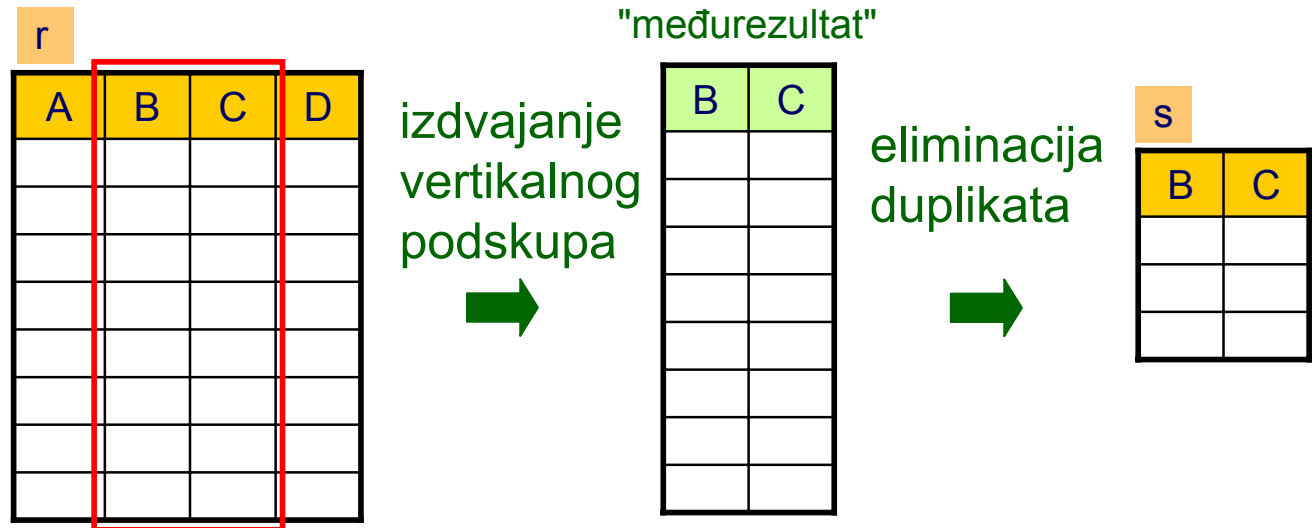 r
A B C D
izdvajanje
vertikalnog
podskupa
"međurezultat"
B C
eliminacija
duplikata
s
B C